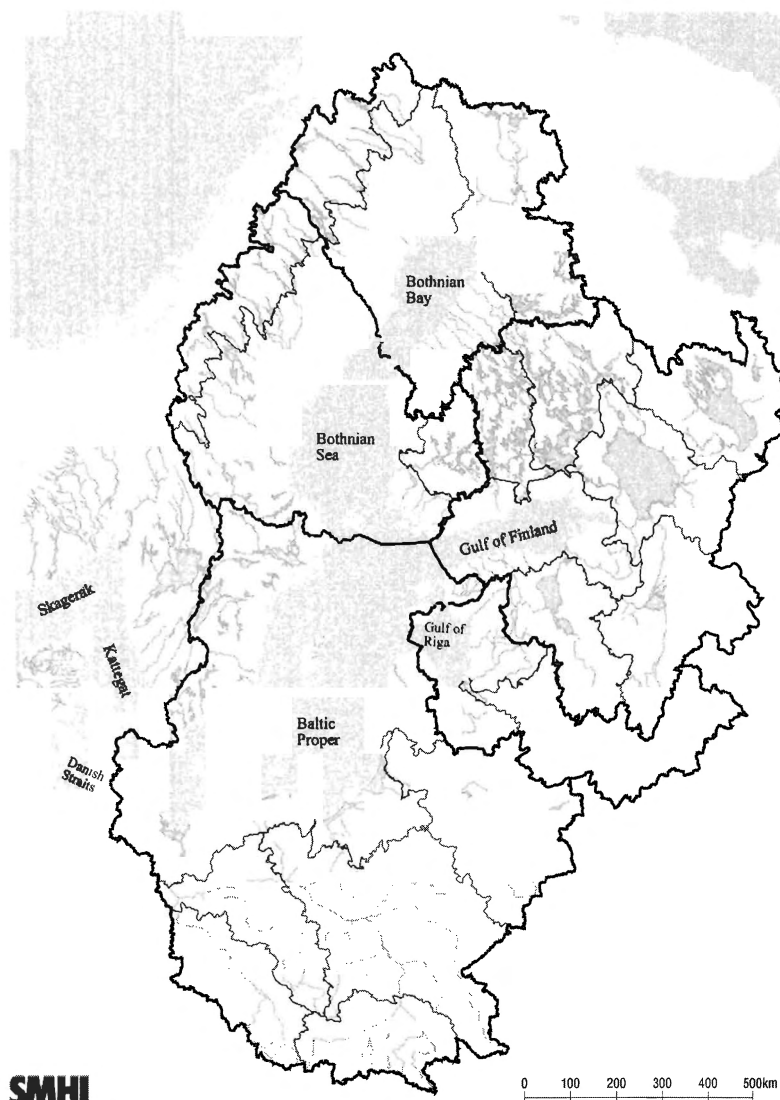 Bothnian
Bay
Bothnian
Sea
Gulf of Finland
Skagerak
Gulf of
Riga
Kattegat
Baltic
Proper
Danish
Straits
SMHI
0 100 200 300 400 500km